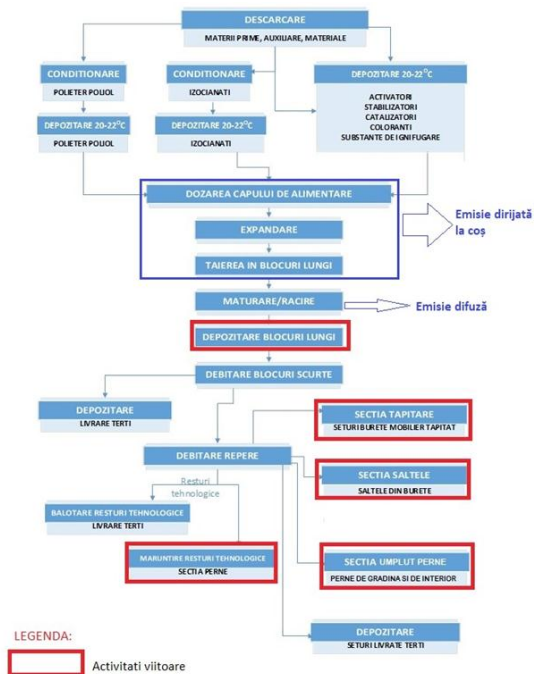 DESCARCARE
MATERII PRIME, AUXILIARE, MATERIALE
CONDITIONARE
POLIETER POLIOL
CONDITIONARE
IZOCIANATI
DEPOZITARE 20-22°C
ACTIVATORI
STABILIZATORI
CATALIZATORI
COLORANTI
SUBSTANTE DE IGNIFUGARE
DEPOZITARE 20-22°C
POLIETER POLIOL
DEPOZITARE 20-22°C
IZOCIANATI
DOZAREA CAPULUI DE ALIMENTARE
EXPANDARE
TAIEREA IN BLOCURI LUNGI
Emisie dirijată
la coș
MATURARE/RACIRE
Emisie difuză
DEPOZITARE BLOCURI LUNGI
DEBITARE BLOCURI SCURTE
DEPOZITARE
LIVRARE TERTI
SECTIA TAPITARE
SETURI BURETE MOBILIER TAPITAT
DEBITARE REPERE
SECTIA SALTELE
SALTELE DIN BURETE
Resturi
tehnologice
BALOTARE RESTURI TEHNOLOGICE
LIVRARE TERTI
MARUNTIRE RESTURI TEHNOLOGICE
SECTIA PERNE
SECTIA UMPLUT PERNE
PERNE DE GRADINA SI DE INTERIOR
DEPOZITARE
SETURI LIVRATE TERTI
LEGENDA:
Activitati viitoare